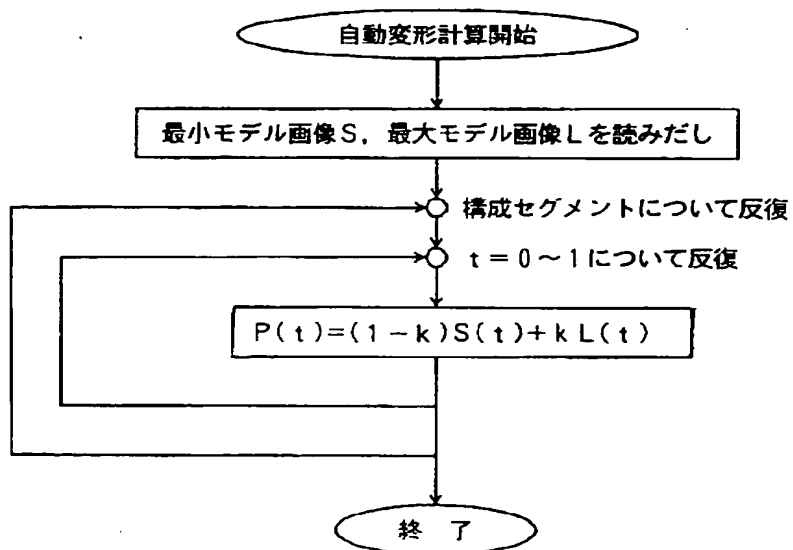 自動変形計算開始
最小モデル画像S, 最大モデル画像Lを読みだし
構成セグメントについて反復
t = 0 ~ 1 について反復
P(t)=(1-k)S(t)+kL(t)
終 了